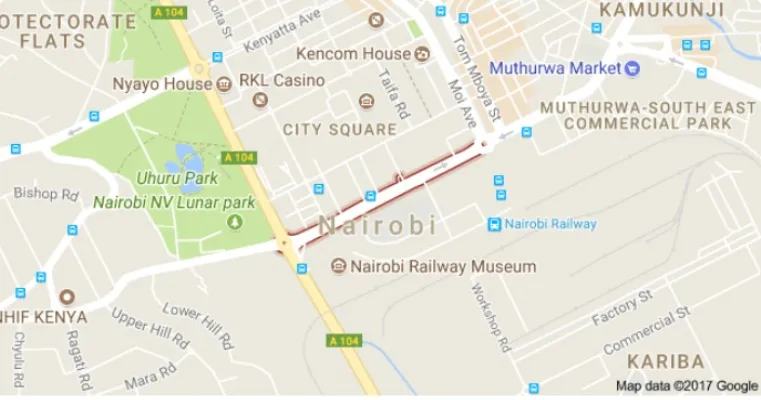 A 104
KAMUKUNJI
OTECTORATE
FLATS
Loita St
Kenyatta Ave
Kencom House
Tom Mboya St
Muthurwa Market
Nyayo House
RKL Casino
Taifa Rd
Moi Ave
MUTHURWA-SOUTH EAST
COMMERCIAL PARK
CITY SQUARE
A 104
Uhuru Park
Bishop Rd
Nairobi NV Lunar park
Nairobi
Nairobi Railway
Nairobi Railway Museum
NHIF KENYA
Lower Hill Rd
Upper Hill Rd
Workshop Rd
Factory St
Commercial St
A 104
Chyulu Rd
Ragati Rd
Mara Rd
KARIBA
Map data ©2017 Google